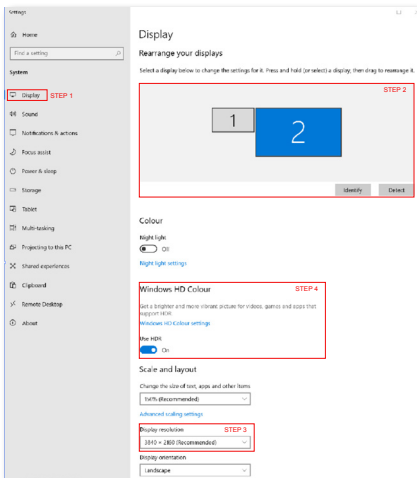 Settings
Home
Find a setting
System
Display STEP 1
Sound
Notifications & actions
Focus assist
Power & sleep
Storage
Tablet
Multi-tasking
Projecting to this PC
Shared experiences
Clipboard
Remote Desktop
About
Display
Rearrange your displays
Select a display below to change the settings for it. Press and hold (or select) a display, then drag to rearrange it.
STEP 2
1
2
Identify Detect
Colour
Night light
Off
Night light settings
Windows HD Colour STEP 4
Get a brighter and more vibrant picture for videos, games and apps that
support HDR.
Windows HD Colour settings
Use HDR
On
Scale and layout
Change the size of text, apps and other items
(Recommended)
Advanced scaling settings
Display resolution STEP 3
3840 × 2160 (Recommended)
Display orientation
Landscape